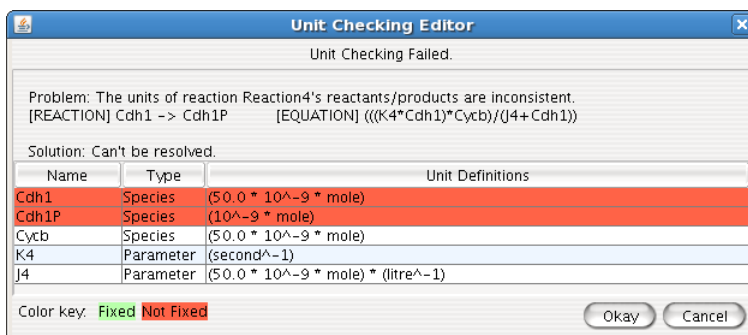 Unit Checking Editor
Unit Checking Failed.
Problem: The units of reaction Reaction4's reactants/products are inconsistent.
[REACTION] Cdh1 -> Cdh1P [EQUATION] (((K4*Cdh1)*Cycb)/(J4+Cdh1))
Solution: Can't be resolved.
Name Type Unit Definitions
Cdh1 Species (50.0 * 10^-9 * mole)
Cdh1P Species (10^-9 * mole)
Cycb Species (50.0 * 10^-9 * mole)
K4 Parameter (second^-1)
J4 Parameter (50.0 * 10^-9 * mole) * (litre^-1)
Color key: Fixed Not Fixed Okay Cancel